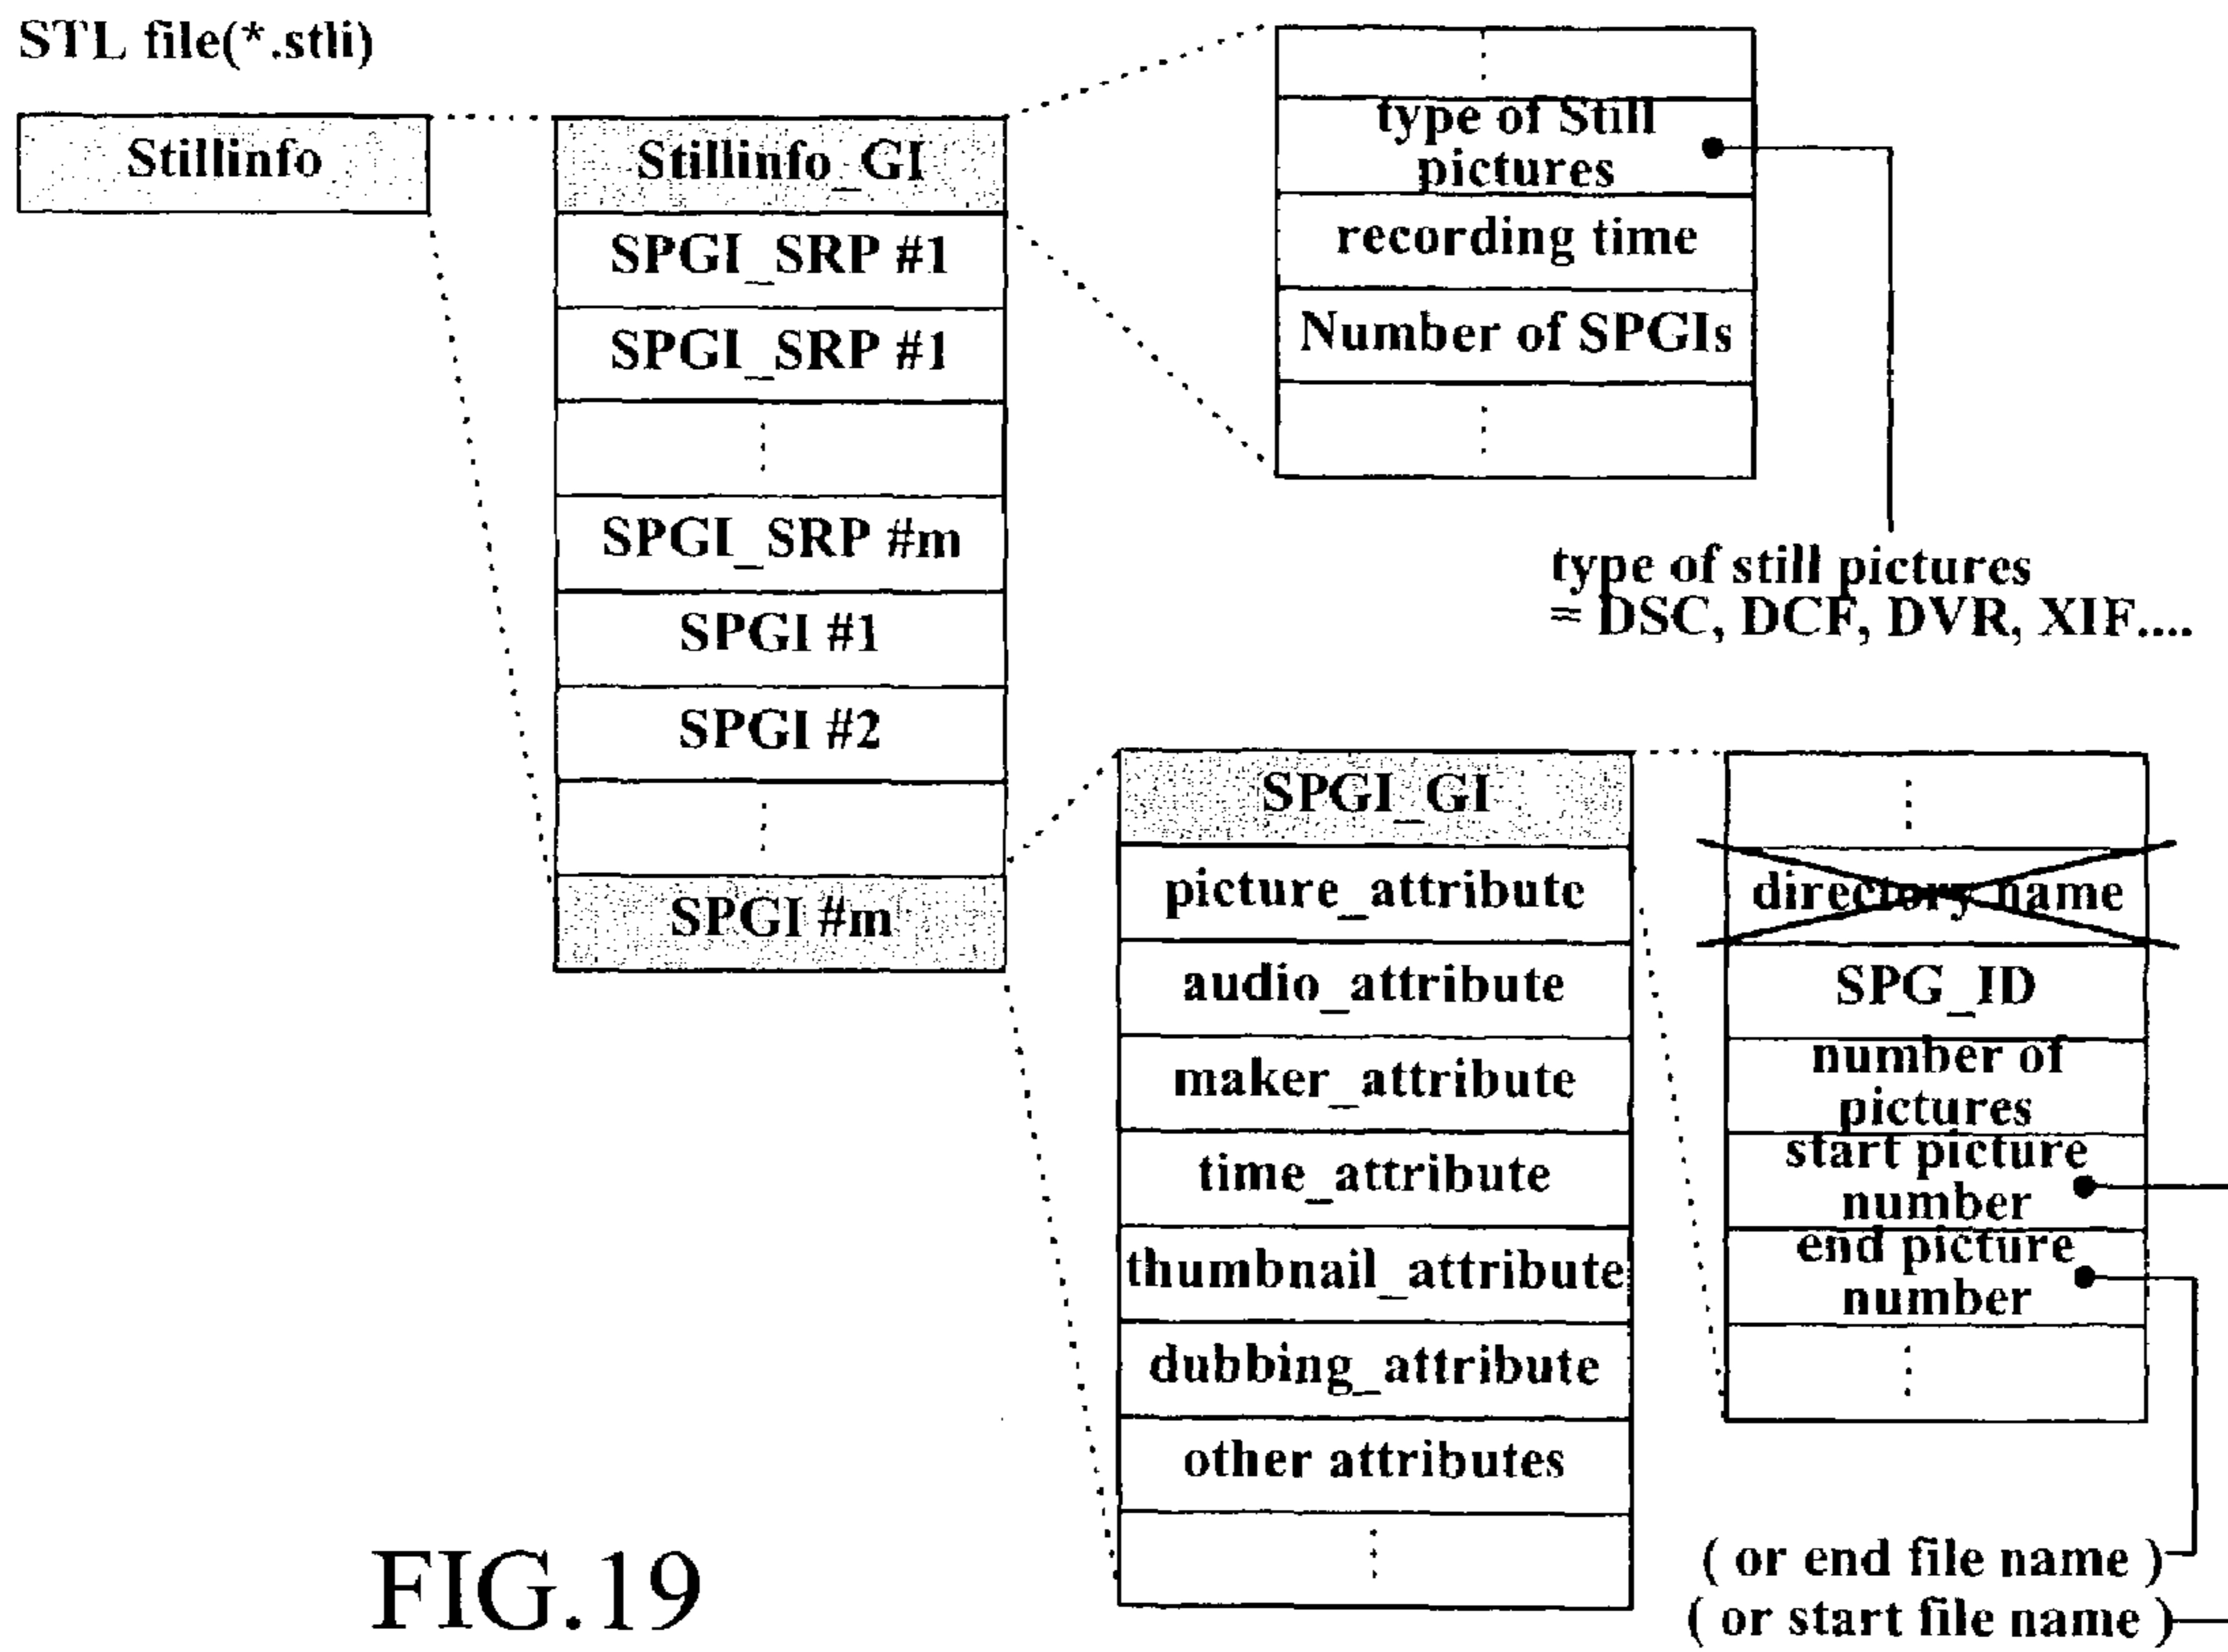 STL file(*.stli)
Stillinfo
Stillinfo_GI
SPGI_SRP #1
SPGI_SRP #1
SPGI_SRP #m
SPGI #1
SPGI #2
SPGI #m
type of Still
pictures
recording time
Number of SPGIs
type of still pictures
= DSC, DCF, DVR, XIF....
SPGI_GI
picture_attribute
audio_attribute
maker_attribute
time_attribute
thumbnail_attribute
dubbing_attribute
other attributes
directory name
SPG_ID
number of
pictures
start picture
number
end picture
number
( or end file name )
( or start file name )
FIG.19